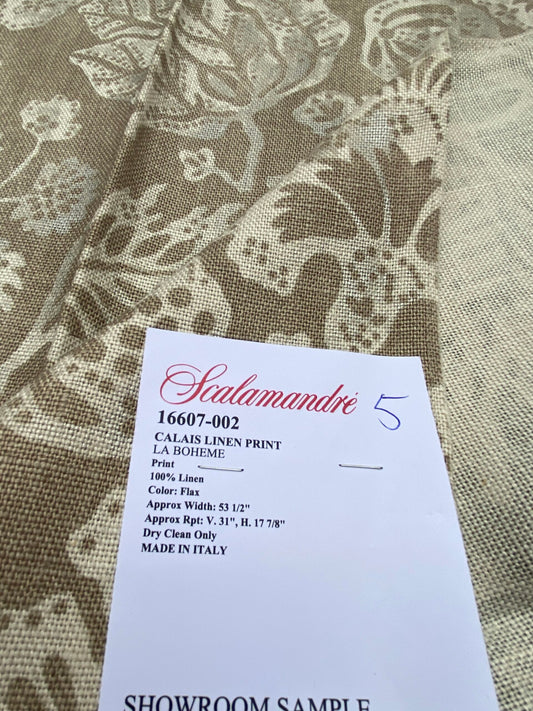 Scalamandré 5
16607-002
CALAIS LINEN PRINT
LA BOHEME
Print
100% Linen
Color: Flax
Approx Width: 53 1/2"
Approx Rpt: V. 31", H. 17 7/8"
Dry Clean Only
MADE IN ITALY
SHOWROOM SAMPLE